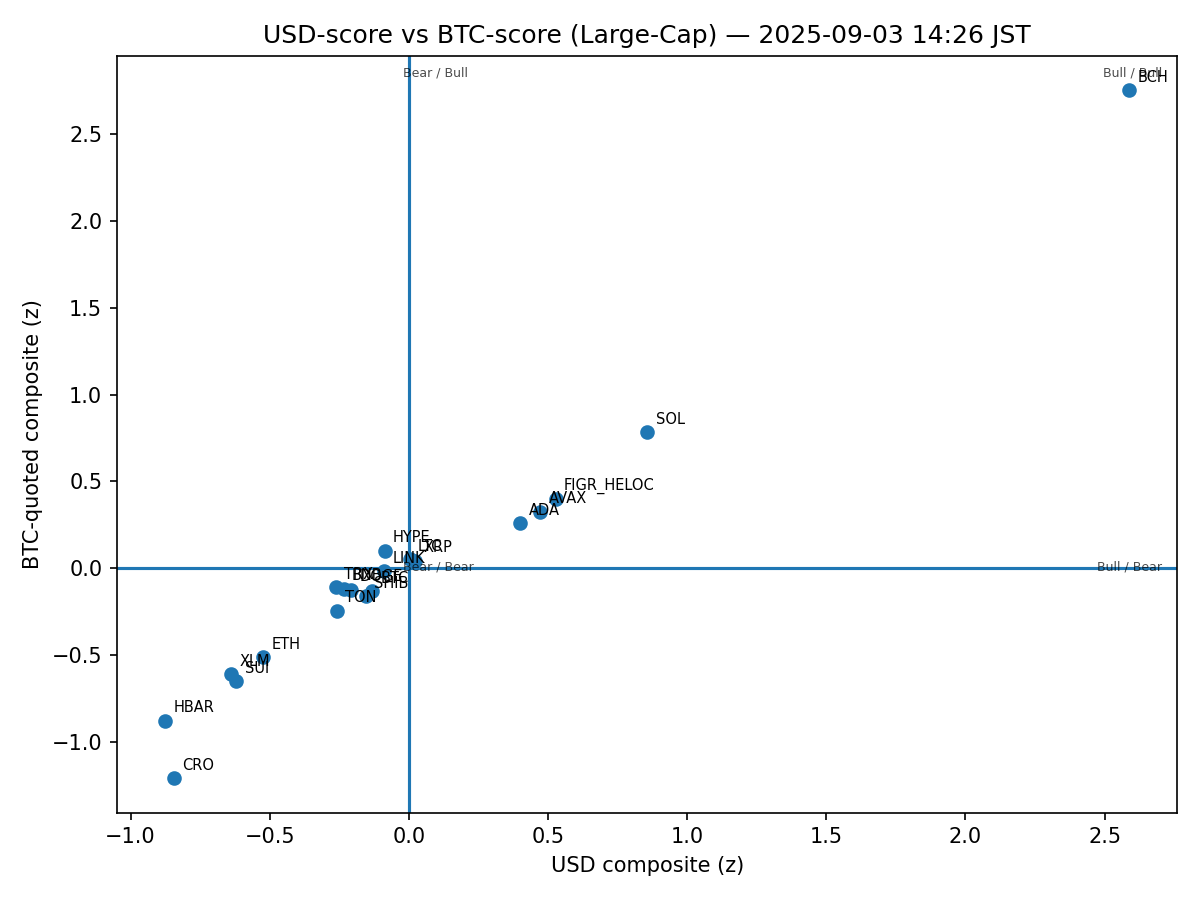 USD-score vs BTC-score (Large-Cap) — 2025-09-03 14:26 JST
Bear / Bull
Bull / Bull
BCH
2.5
2.0
1.5
1.0
0.5
0.0
−0.5
−1.0
BTC-quoted composite (z)
SOL
FIGR_HELOC
AVAX
ADA
HYPE
LTC
XRP
LINK
Bear / Bear
Bull / Bear
TRX
DOGE
SHIB
TON
ETH
XLM
SUI
HBAR
CRO
−1.0
−0.5
0.0
0.5
1.0
1.5
2.0
2.5
USD composite (z)